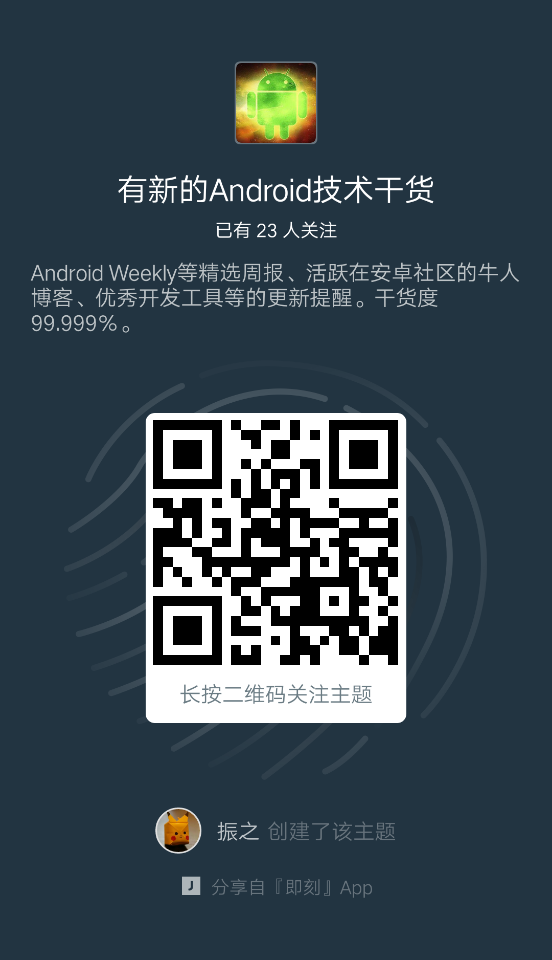 有新的Android技术干货
已有 23 人关注
Android Weekly等精选周报、活跃在安卓社区的牛人
博客、优秀开发工具等的更新提醒。干货度
99.999%。
长按二维码关注主题
振之 创建了该主题
J 分享自『即刻』App